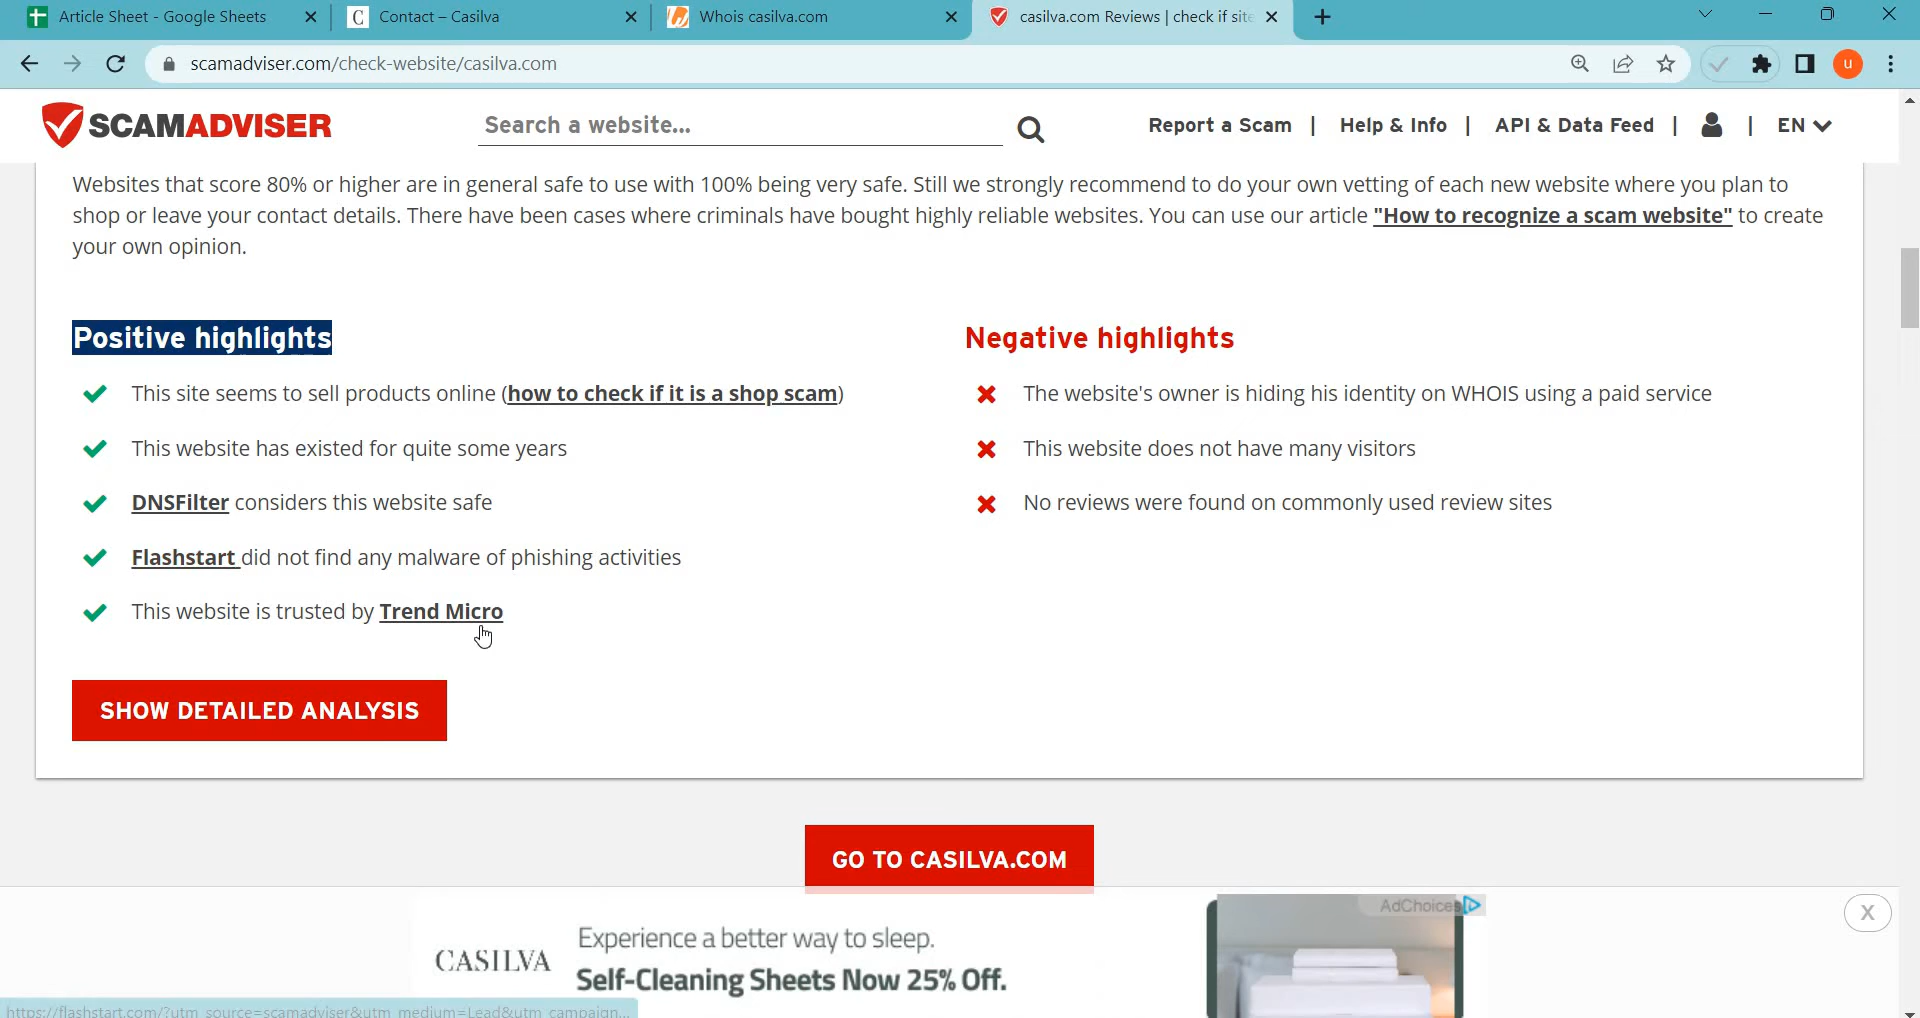 Article Sheet - Google Sheets
C Contact – Casilva
Whois casilva.com
casilva.com Reviews | check if site
scamadviser.com/check-website/casilva.com
u
SCAMADVISER
Search a website...
Report a Scam | Help & Info | API & Data Feed | | EN
Websites that score 80% or higher are in general safe to use with 100% being very safe. Still we strongly recommend to do your own vetting of each new website where you plan to
shop or leave your contact details. There have been cases where criminals have bought highly reliable websites. You can use our article "How to recognize a scam website" to create
your own opinion.
Positive highlights
This site seems to sell products online (how to check if it is a shop scam)
This website has existed for quite some years
DNSFilter considers this website safe
Flashstart did not find any malware of phishing activities
This website is trusted by Trend Micro
SHOW DETAILED ANALYSIS
Negative highlights
The website's owner is hiding his identity on WHOIS using a paid service
This website does not have many visitors
No reviews were found on commonly used review sites
GO TO CASILVA.COM
AdChoices
X
CASILVA
Experience a better way to sleep.
Self-Cleaning Sheets Now 25% Off.
https://flashstart.com/?utm_source=scamadviser&utm_medium=Lead&utm_campaign...